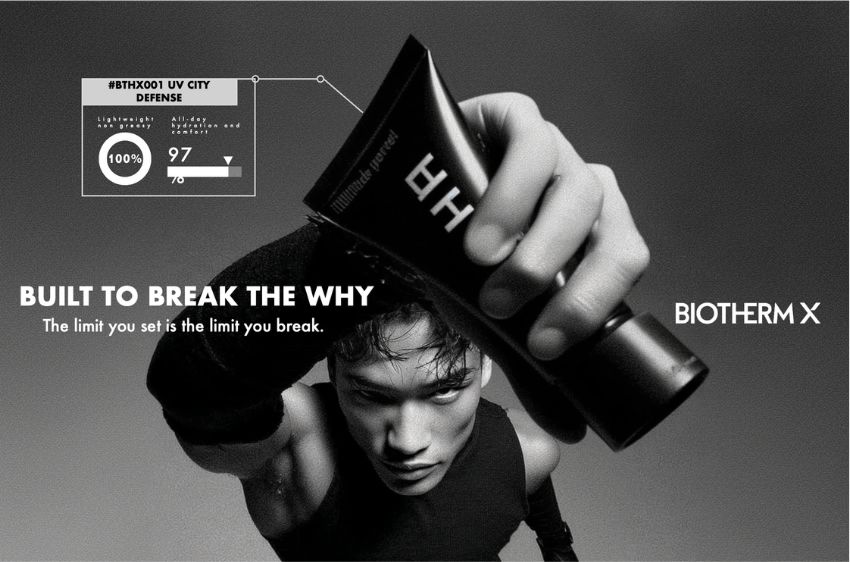 #BTHX001 UV CITY
DEFENSE
Lightweight
non greasy
All-day
hydration and
comfort
100%
97
%
BUILT TO BREAK THE WHY
The limit you set is the limit you break.
BIOTHERM X